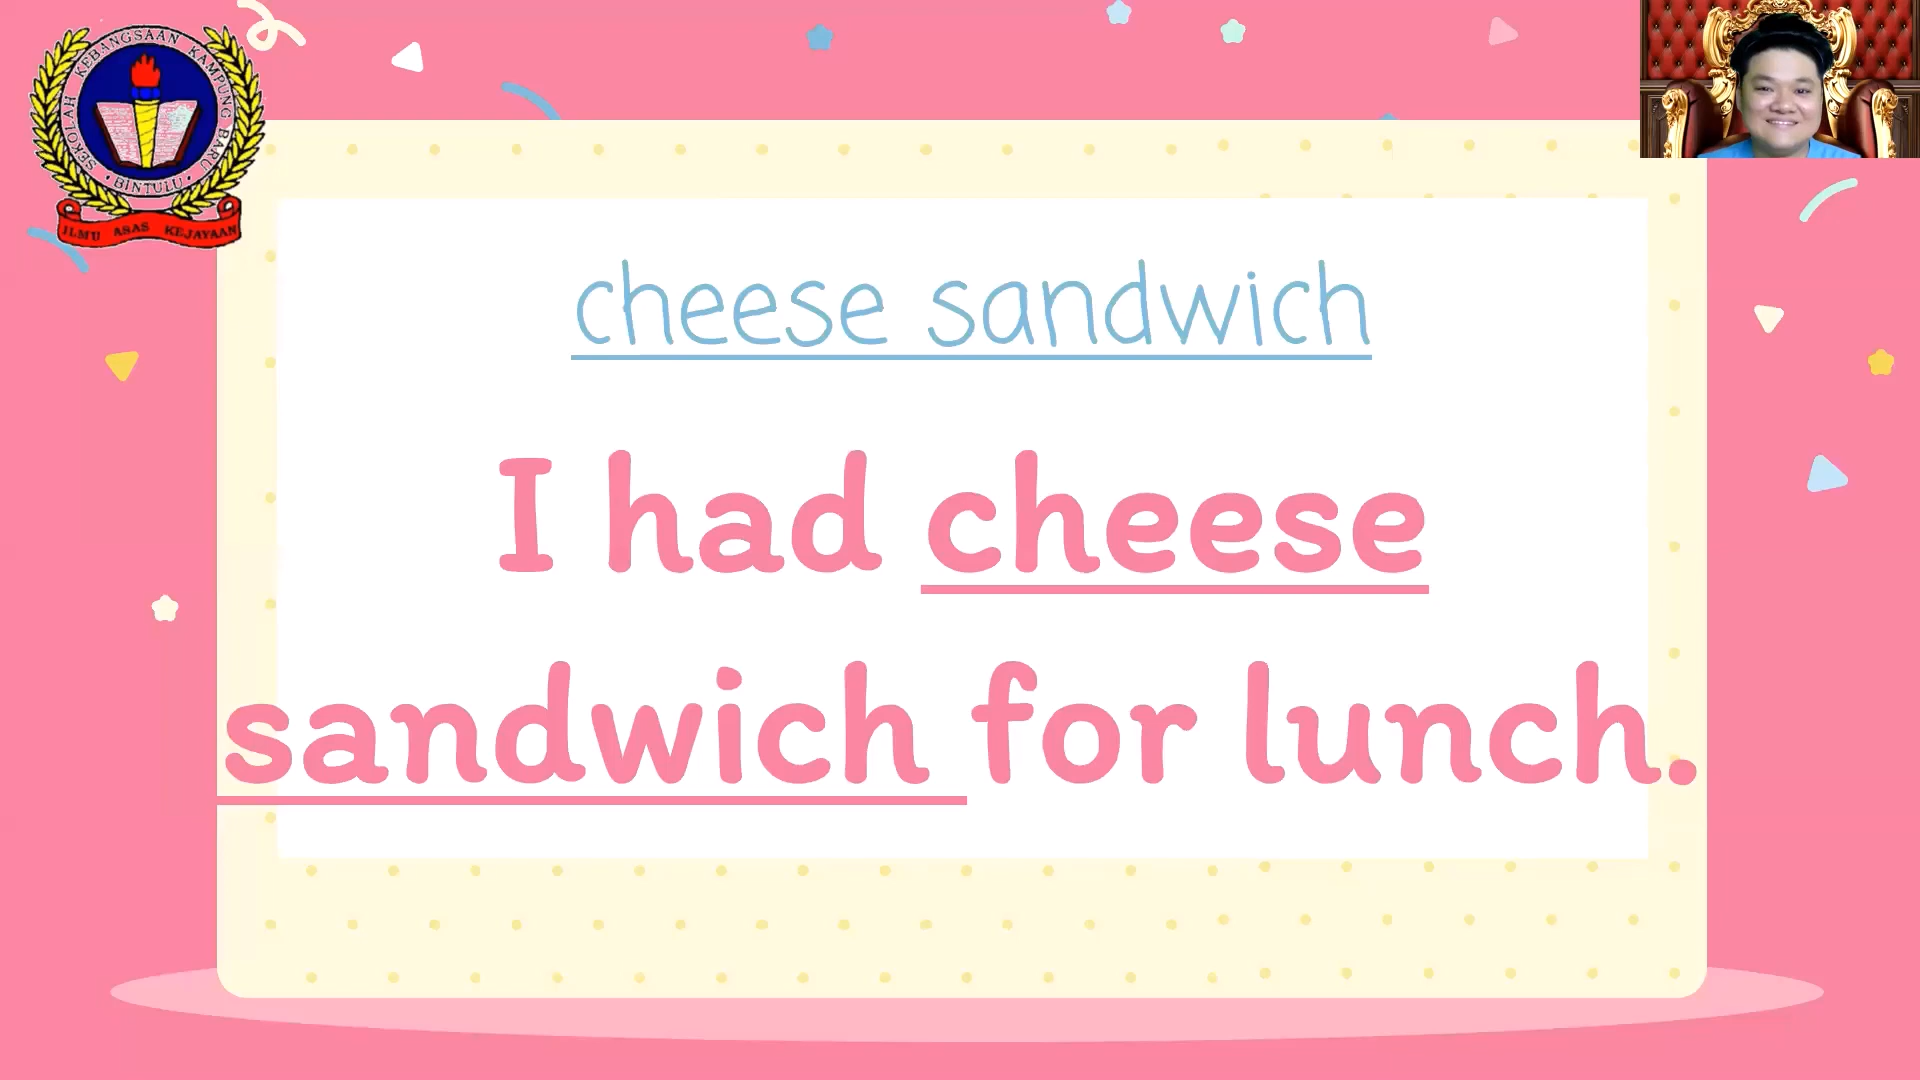 SEKOLAH KEBANGSAAN KAMPUNG BARU
• BINTULU •
ILMU ASAS KEJAYAAN
cheese sandwich
I had cheese
sandwich for lunch.